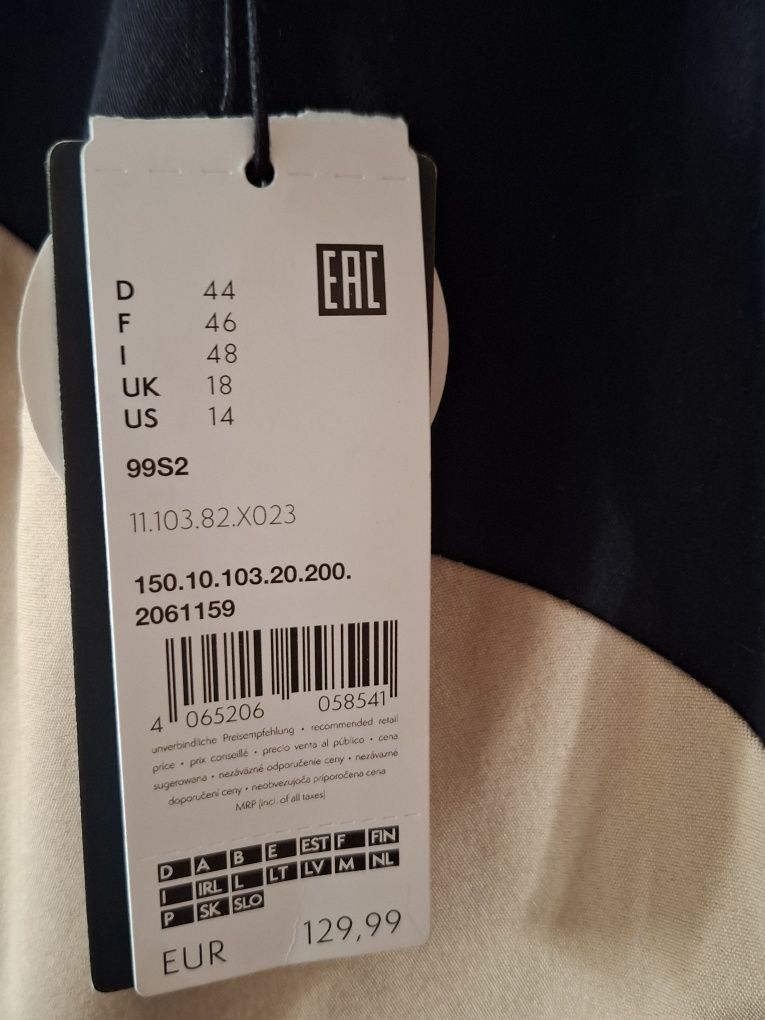 EAC
D 44
F 46
I 48
UK 18
US 14
99S2
11.103.82.X023
150.10.103.20.200.
2061159
4 065206 058541
unverbindliche Preisempfehlung • recommended retail
price • prix conseillé • precio venta al público • cena
sugerowana • nezáväzné odporučenie ceny • nezávazné
doporučení ceny • neobvezujoča priporočena cena
MRP (incl. of all taxes)
D A B E EST F FIN
I IRL L LT LV M NL
P SK SLO
EUR 129,99